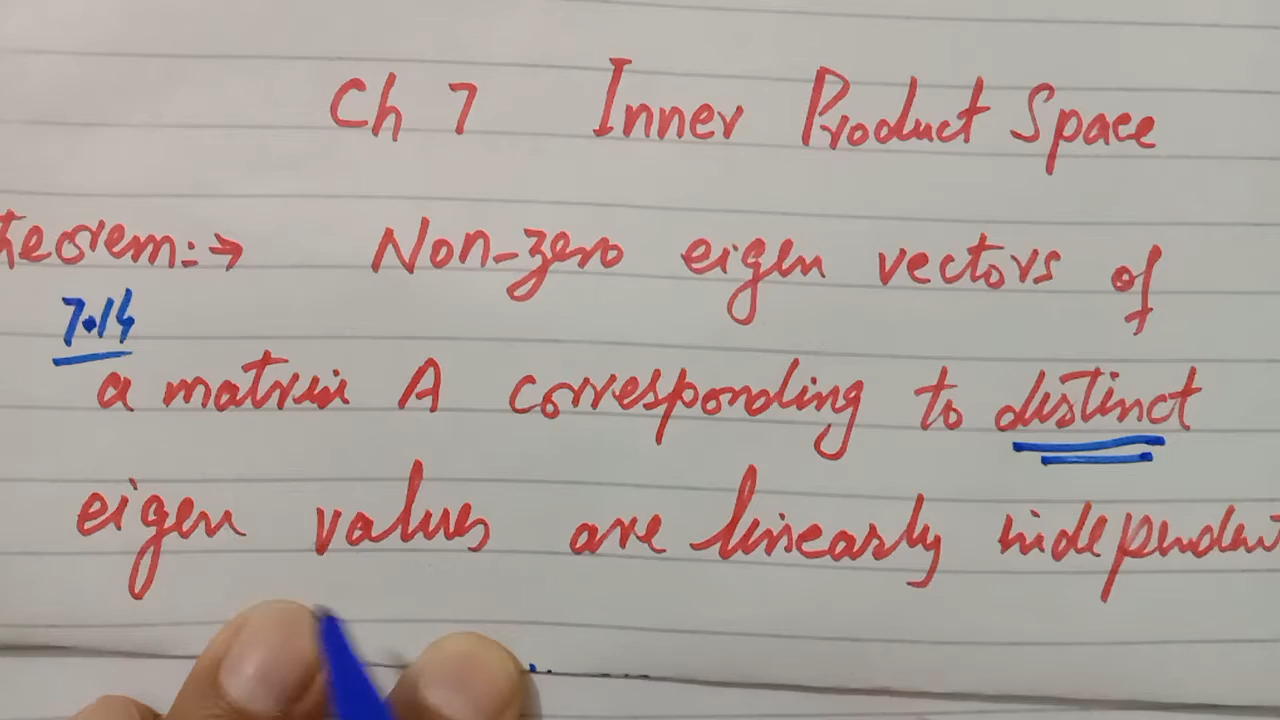 Ch 7 Inner Product Space
heorem:→ Non-zero eigen vectors of
7.14
a matrix A corresponding to distinct
eigen values are linearly independent